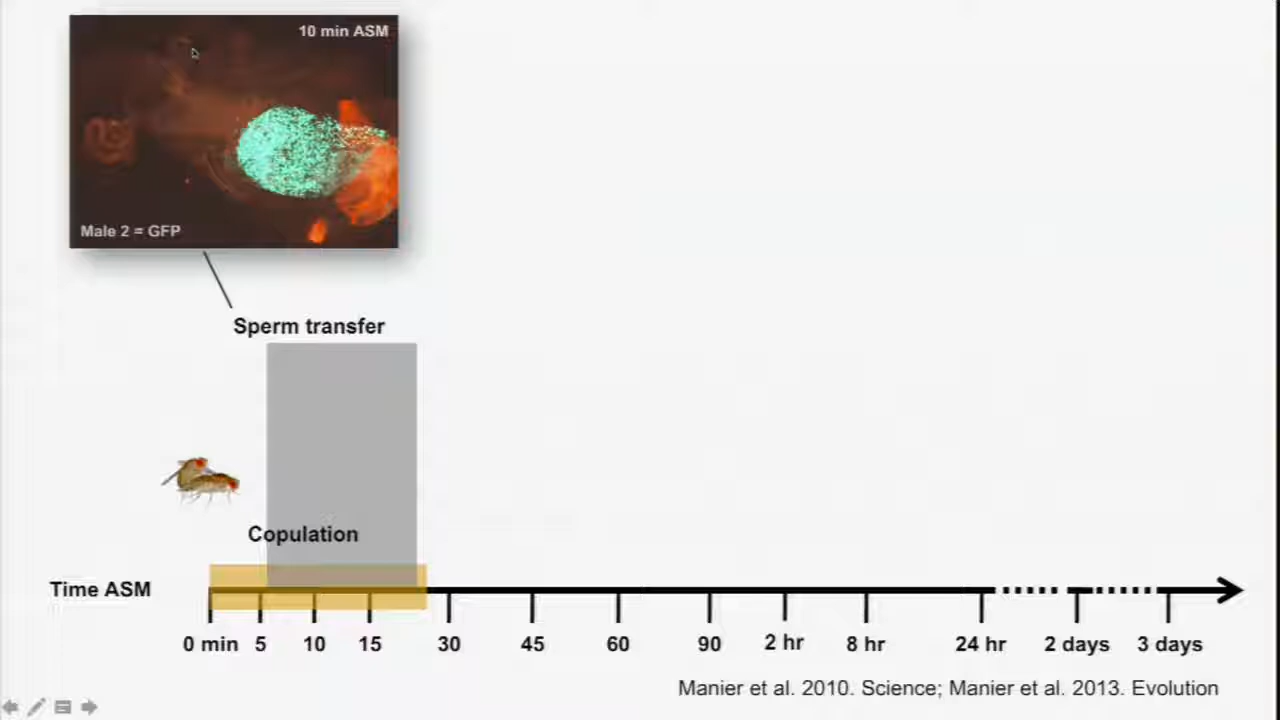 10 min ASM
Male 2 = GFP
Sperm transfer
Copulation
Time ASM
0 min 5 10 15 30 45 60 90 2 hr 8 hr 24 hr 2 days 3 days
Manier et al. 2010. Science; Manier et al. 2013. Evolution